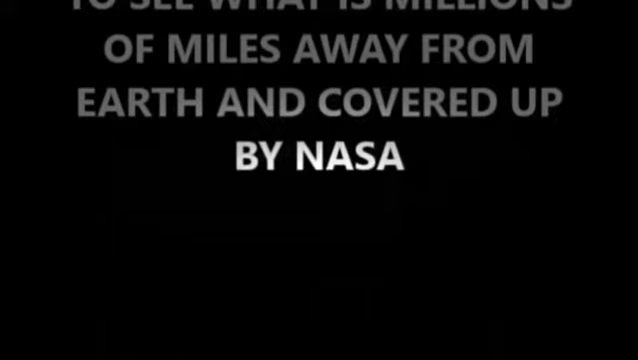 TO SEE WHAT IS MILLIONS
OF MILES AWAY FROM
EARTH AND COVERED UP
BY NASA